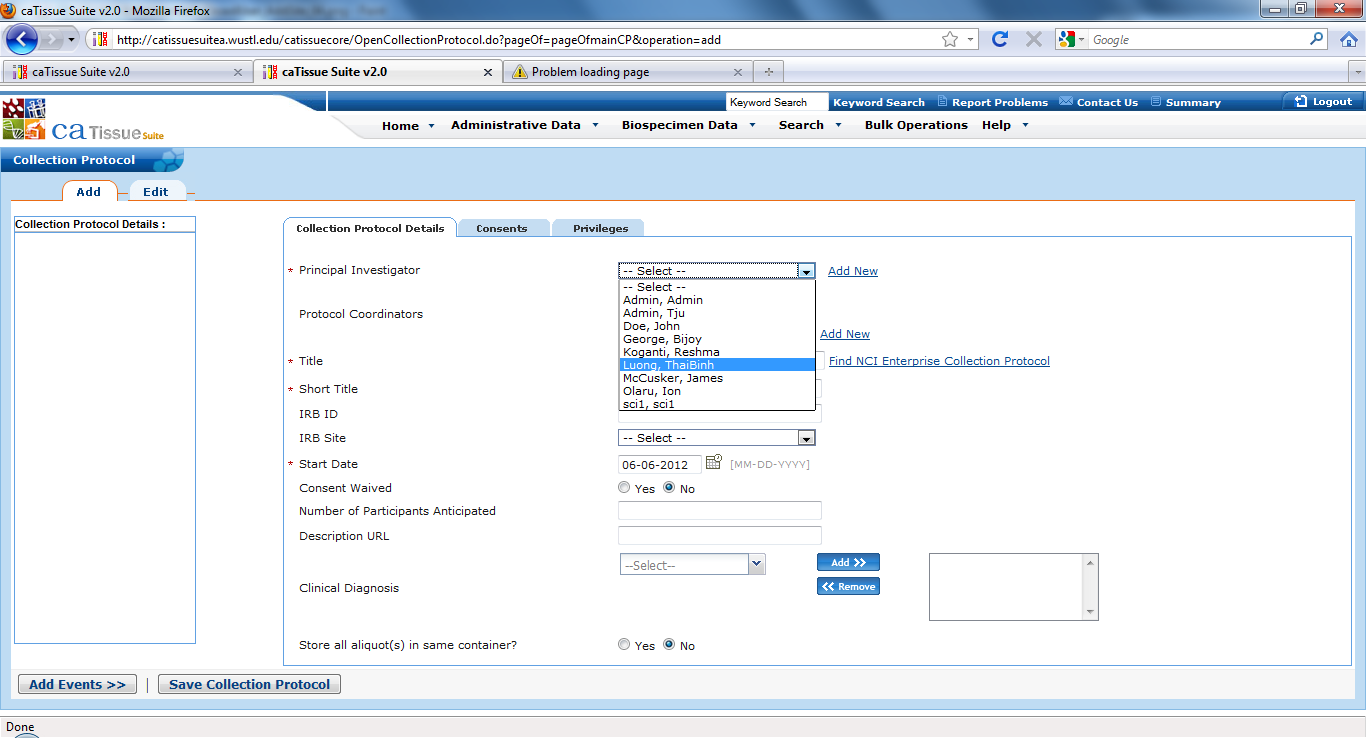 caTissue Suite v2.0 - Mozilla Firefox
http://catissuesuitea.wustl.edu/catissuecore/OpenCollectionProtocol.do?pageOf=pageOfmainCP&operation=add
Google
caTissue Suite v2.0
caTissue Suite v2.0
Problem loading page
Keyword Search Keyword Search Report Problems Contact Us Summary Logout
ca Tissue Suite
Home Administrative Data Biospecimen Data Search Bulk Operations Help
Collection Protocol
Add Edit
Collection Protocol Details :
Collection Protocol Details Consents Privileges
* Principal Investigator -- Select -- Add New
-- Select --
Admin, Admin
Admin, Tju
Doe, John
George, Bijoy
Koganti, Reshma
Luong, ThaiBinh
McCusker, James
Olaru, Ion
sci1, sci1
Protocol Coordinators
Add New
* Title Find NCI Enterprise Collection Protocol
* Short Title
IRB ID
IRB Site -- Select --
* Start Date 06-06-2012 [MM-DD-YYYY]
Consent Waived Yes No
Number of Participants Anticipated
Description URL
--Select-- Add >>
Clinical Diagnosis << Remove
Store all aliquot(s) in same container? Yes No
Add Events >> | Save Collection Protocol
Done